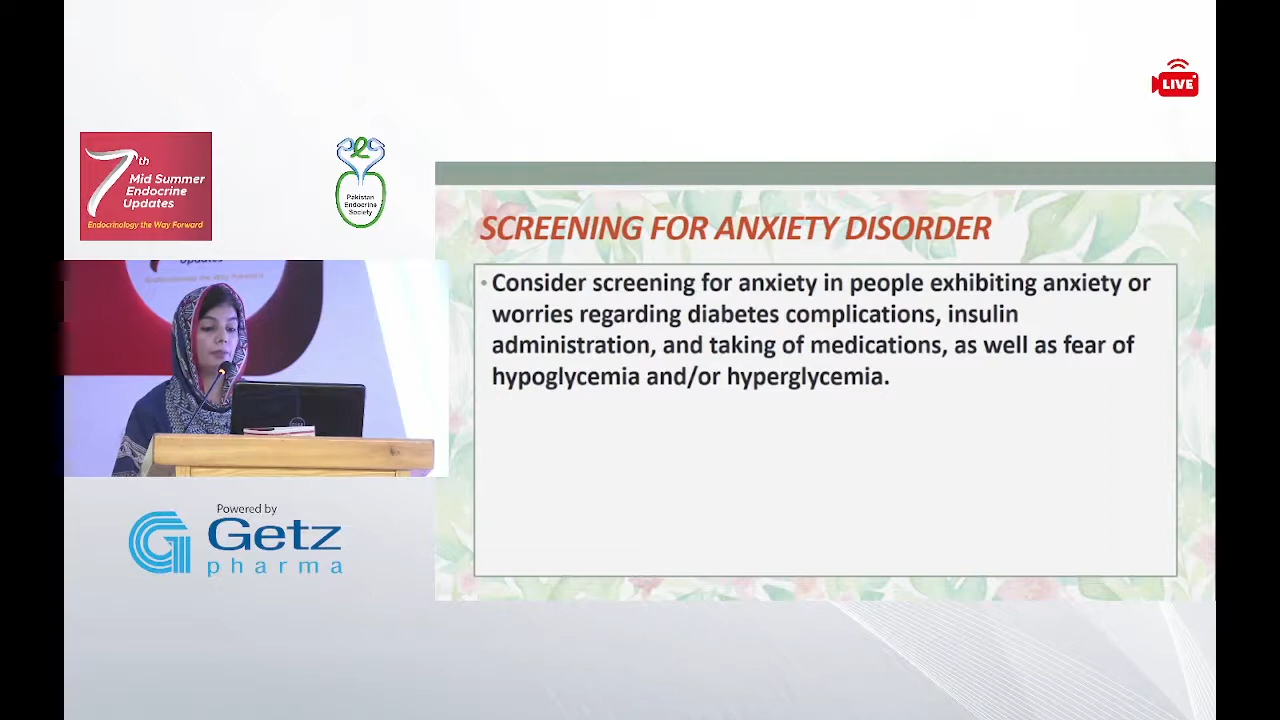 LIVE
7th
Mid Summer
Endocrine
Updates
Endocrinology the Way Forward
Pakistan
Endocrine
Society
SCREENING FOR ANXIETY DISORDER
• Consider screening for anxiety in people exhibiting anxiety or
worries regarding diabetes complications, insulin
administration, and taking of medications, as well as fear of
hypoglycemia and/or hyperglycemia.
Updates
Powered by
Getz
pharma